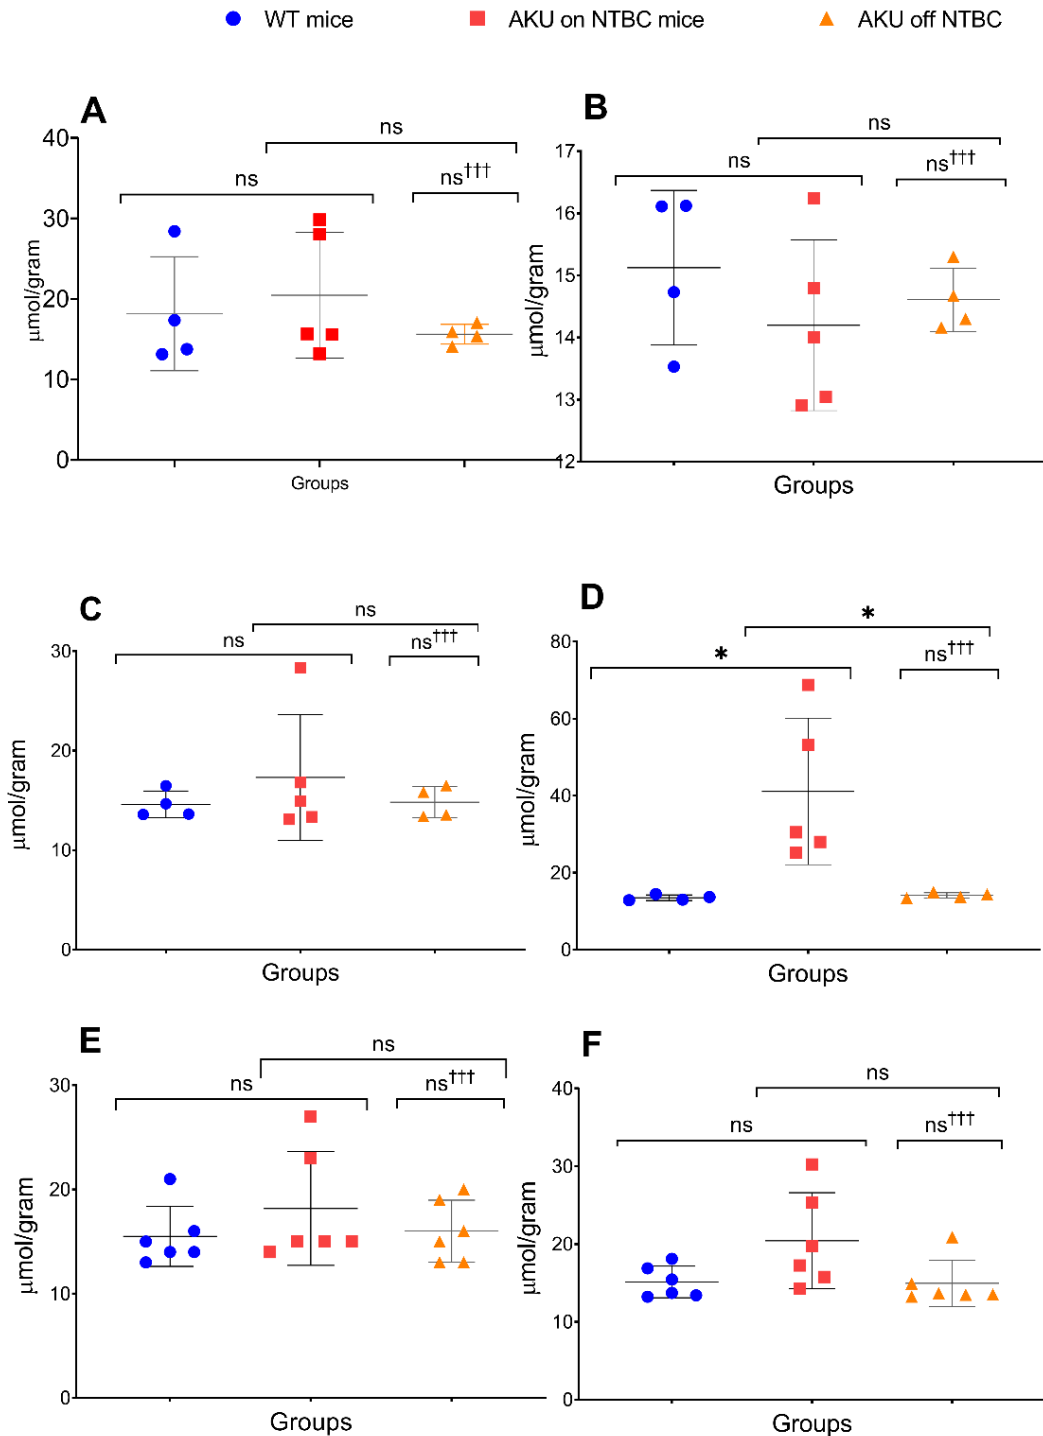 WT mice AKU on NTBC mice AKU off NTBC
A
ns
ns
ns†††
40
30
20
10
0
µmol/gram
Groups
B
ns
ns
ns†††
17
16
15
14
13
12
µmol/gram
Groups
C
ns
ns
ns†††
30
20
10
0
µmol/gram
Groups
D
*
*
ns†††
80
60
40
20
0
µmol/gram
Groups
E
ns
ns
ns†††
30
20
10
0
µmol/gram
Groups
F
ns
ns
ns†††
40
30
20
10
0
µmol/gram
Groups